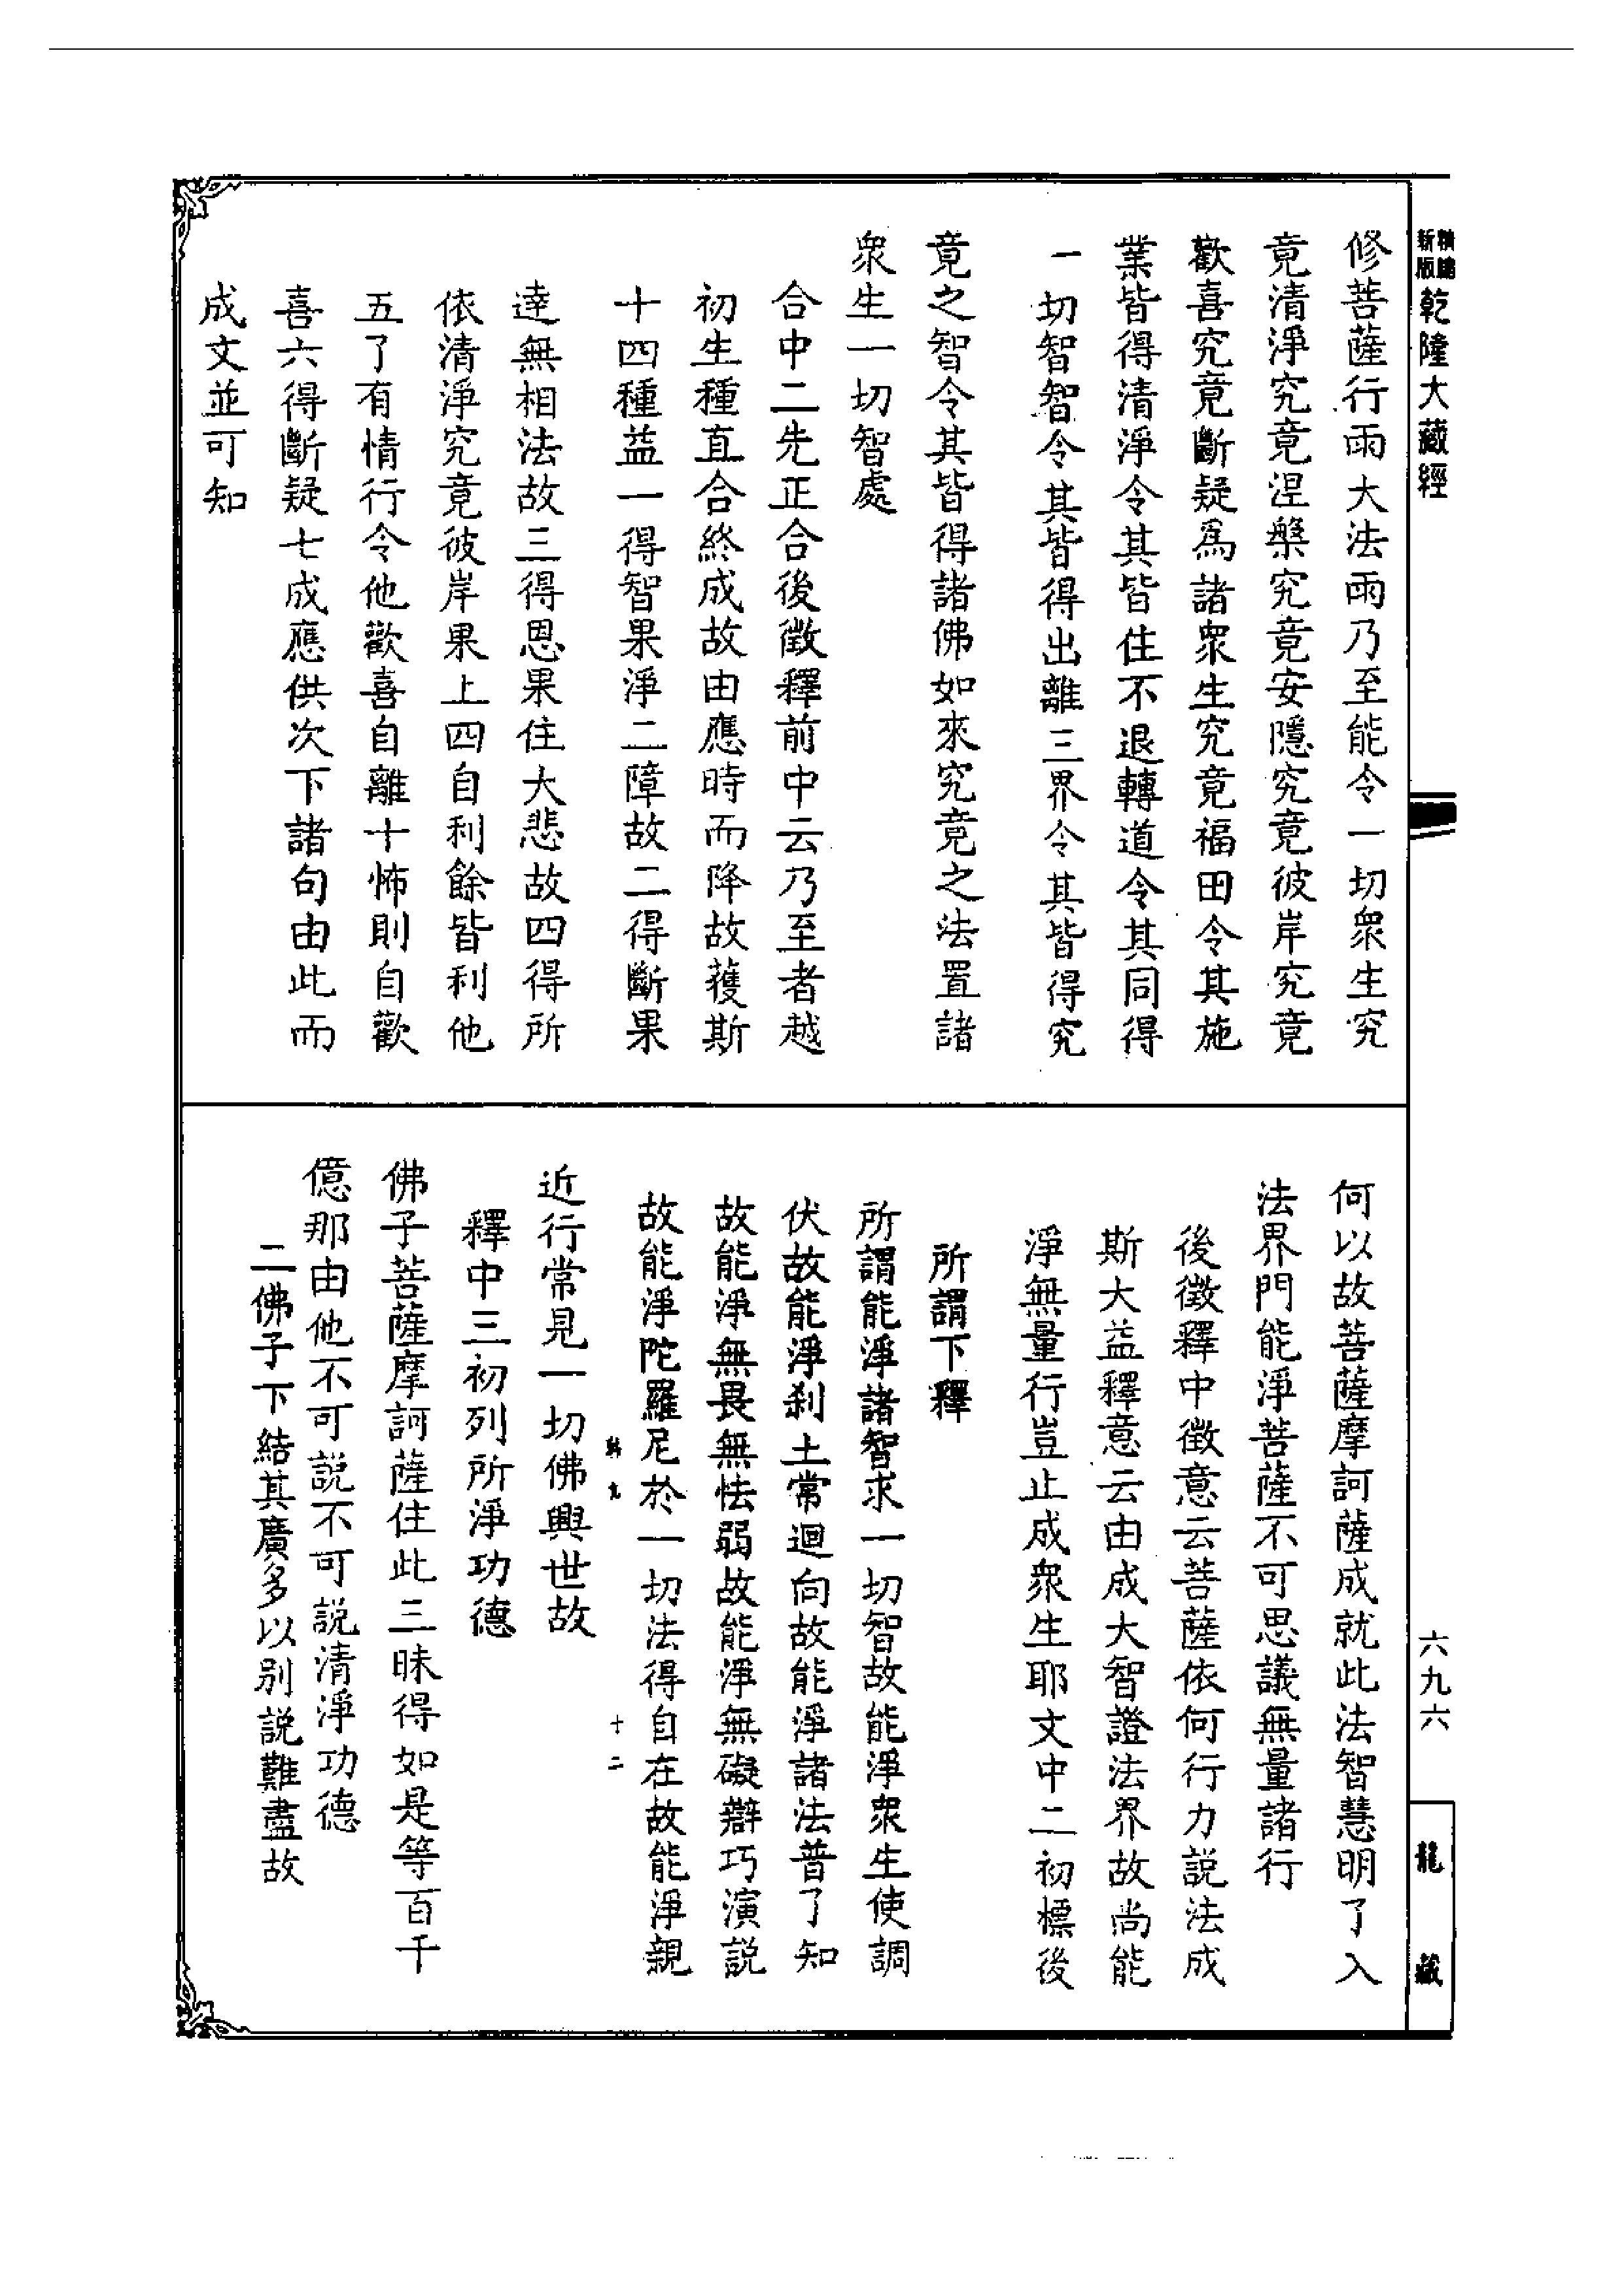 精編
新版
乾隆大藏經
六九六
龍藏
修菩薩行雨大法雨乃至能令一切衆生究
竟清淨究竟涅槃究竟安隱究竟彼岸究竟
歡喜究竟斷疑爲諸衆生究竟福田令其施
業皆得清淨令其皆住不退轉道令其同得
一切智智令其皆得出離三界令其皆得究
竟之智令其皆得諸佛如來究竟之法置諸
衆生一切智處
合中二先正合後徵釋前中云乃至者越
初生種直合終成故由應時而降故蒦斯
十四種益一得智果淨二障故二得斷果
逹無相法故三得恩果住大悲故四得所
依清淨究竟彼岸果上四自利餘皆利他
五了有情行令他歡喜自離十怖則自歡
喜六得斷疑七成應供次下諸句由此而
成文並可知
何以故菩薩摩訶薩成就此法智慧明了入
法界門能淨菩薩不可思議無量諸行
後徵釋中徵意云菩薩依何行力說法成
斯大益釋意云由成大智證法界故尚能
淨無量行豈止成衆生耶文中二初標後
所謂下釋
所謂能淨諸智求一切智故能淨衆生使調
伏故能淨刹土常迴向故能淨諸法普了知
故能淨無畏無怯弱故能淨無礙辯巧演說
故能淨陀羅尼於一切法得自在故能淨親
十二
近行常見一切佛興世故
釋中三初列所淨功德
佛子菩薩摩訶薩住此三昧得如是等百千
億那由他不可說不可說清淨功德
二佛子下結其廣多以别說難盡故